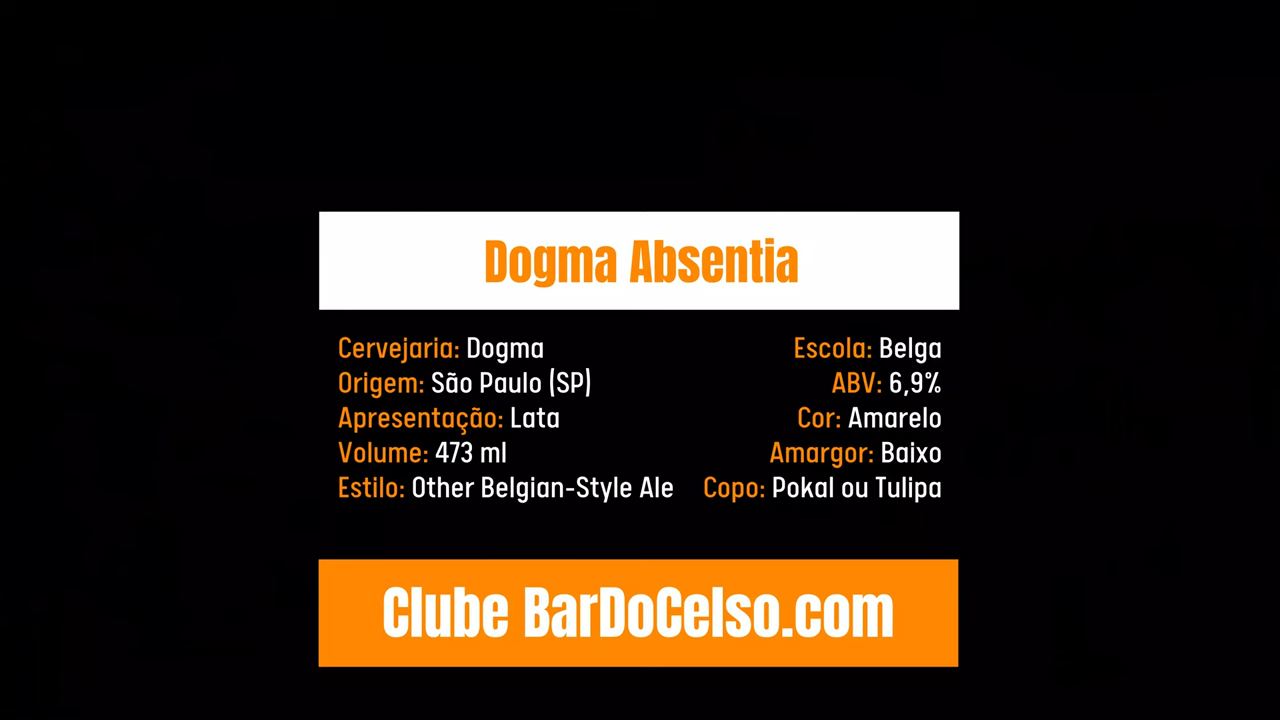 Dogma Absentia
Cervejaria: Dogma
Origem: São Paulo (SP)
Apresentação: Lata
Volume: 473 ml
Estilo: Other Belgian-Style Ale
Escola: Belga
ABV: 6,9%
Cor: Amarelo
Amargor: Baixo
Copo: Pokal ou Tulipa
Clube BarDoCelso.com